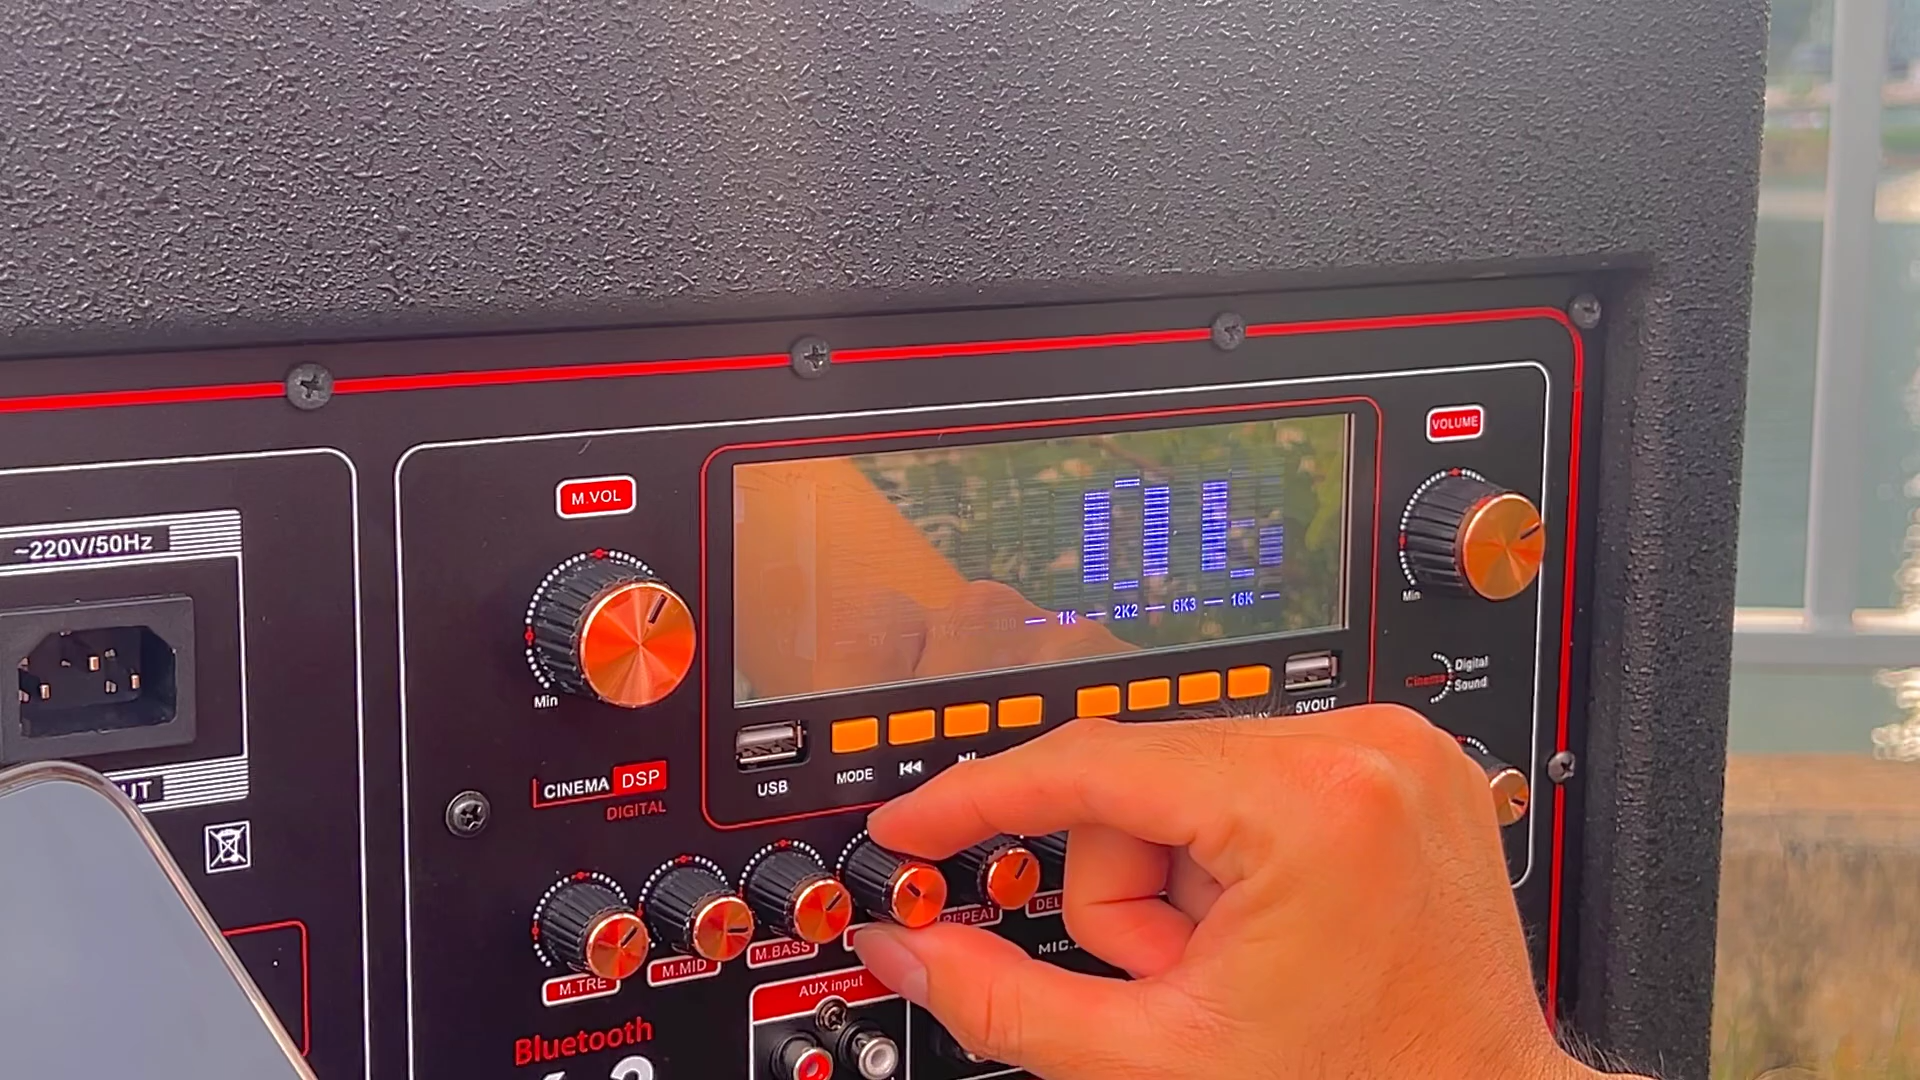 VOLUME
M.VOL
~220V/50Hz
1K 2K2 6K3 16K
Min
Min
Digital
Cinema
Sound
5VOUT
CINEMA DSP
DIGITAL
USB
MODE
M.TRE
M.MID
M.BASS
REPEAT
AUX input
Bluetooth